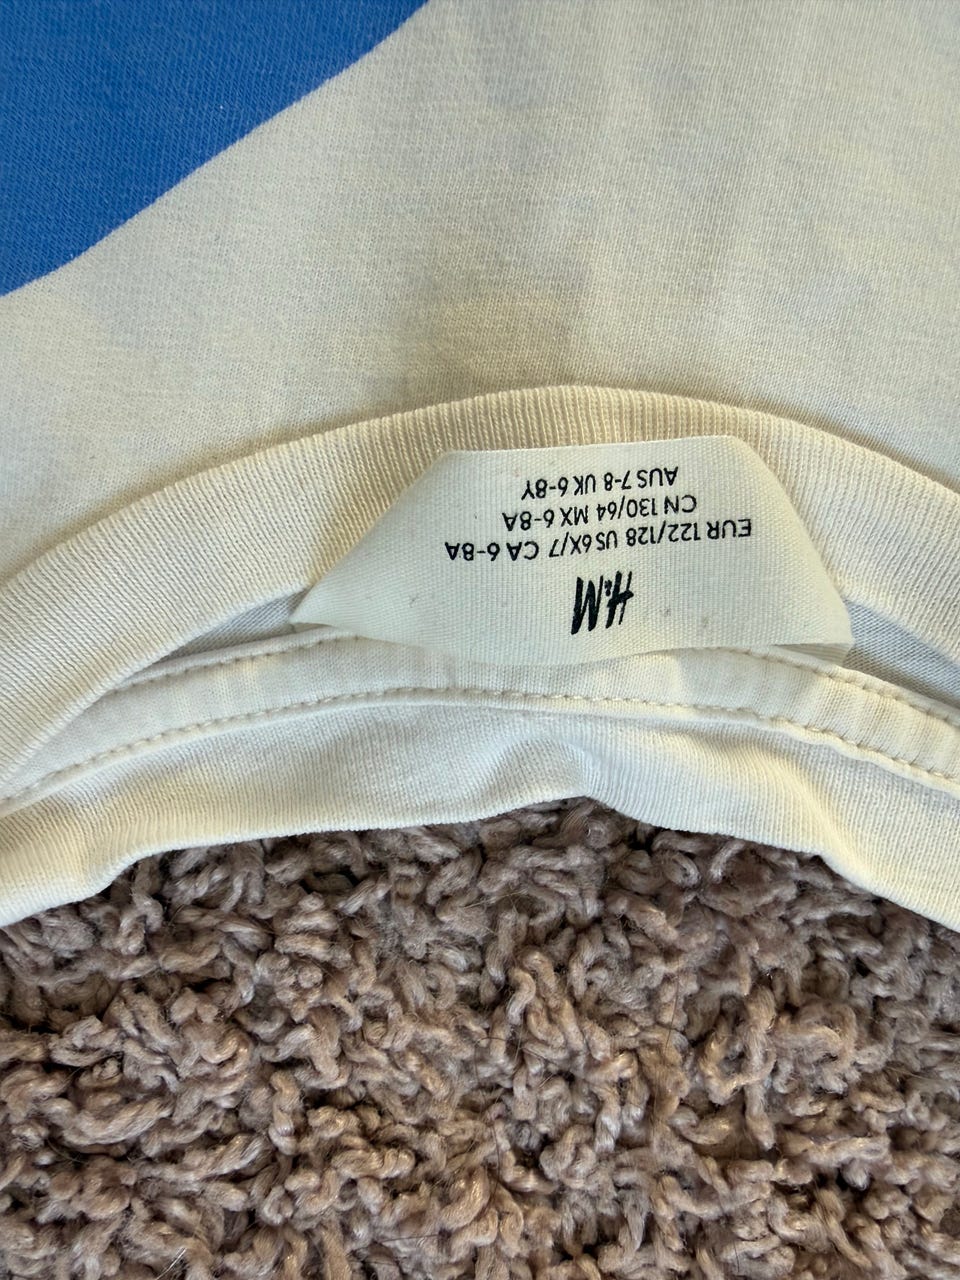 H&M
EUR 122/128 US 6X/7 CA 6-8A
CN 130/64 MX 6-8A
AUS 7-8 UK 6-8Y